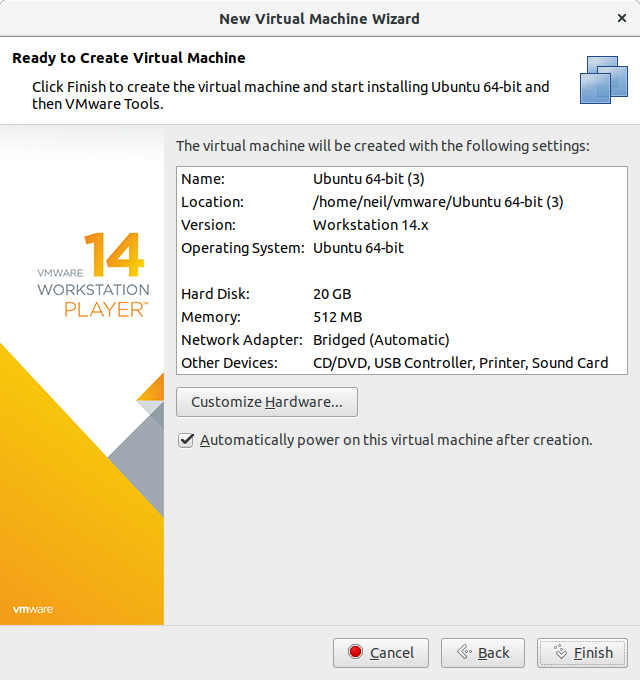 New Virtual Machine Wizard
Ready to Create Virtual Machine
Click Finish to create the virtual machine and start installing Ubuntu 64-bit and
then VMware Tools.
The virtual machine will be created with the following settings:
Name: Ubuntu 64-bit (3)
Location: /home/neil/vmware/Ubuntu 64-bit (3)
Version: Workstation 14.x
Operating System: Ubuntu 64-bit
Hard Disk: 20 GB
Memory: 512 MB
Network Adapter: Bridged (Automatic)
Other Devices: CD/DVD, USB Controller, Printer, Sound Card
VMWARE 14
WORKSTATION
PLAYER™
Customize Hardware...
Automatically power on this virtual machine after creation.
vmware
Cancel Back Finish